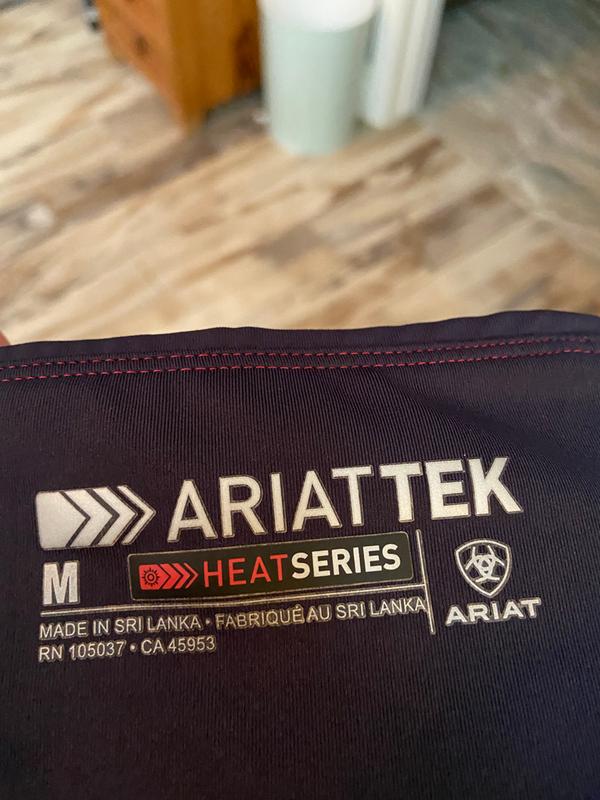 ARIATTEK
M
HEATSERIES
MADE IN SRI LANKA • FABRIQUÉ AU SRI LANKA
RN 105037 • CA 45953
ARIAT